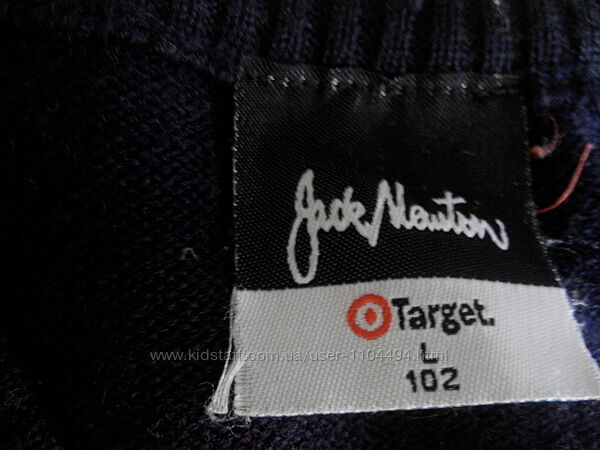 Jack Newton
Target.
www.kidstaff.com.ua/user-1104494.html
L
102